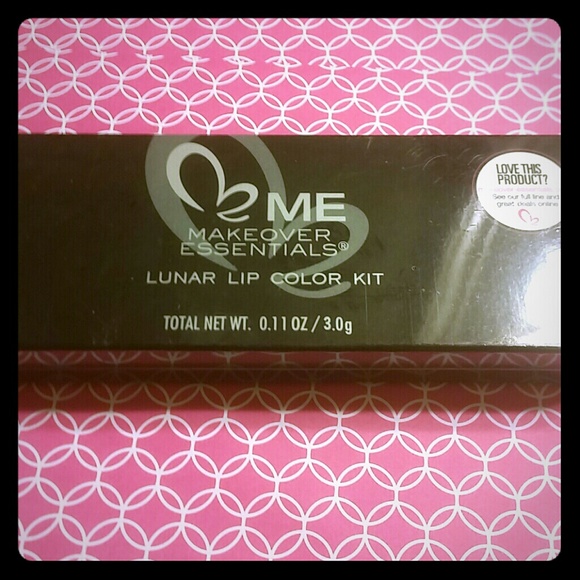 ME
MAKEOVER
ESSENTIALS®
LUNAR LIP COLOR KIT
TOTAL NET WT. 0.11 OZ / 3.0g
LOVE THIS
PRODUCT?
See our full line and
great deals online